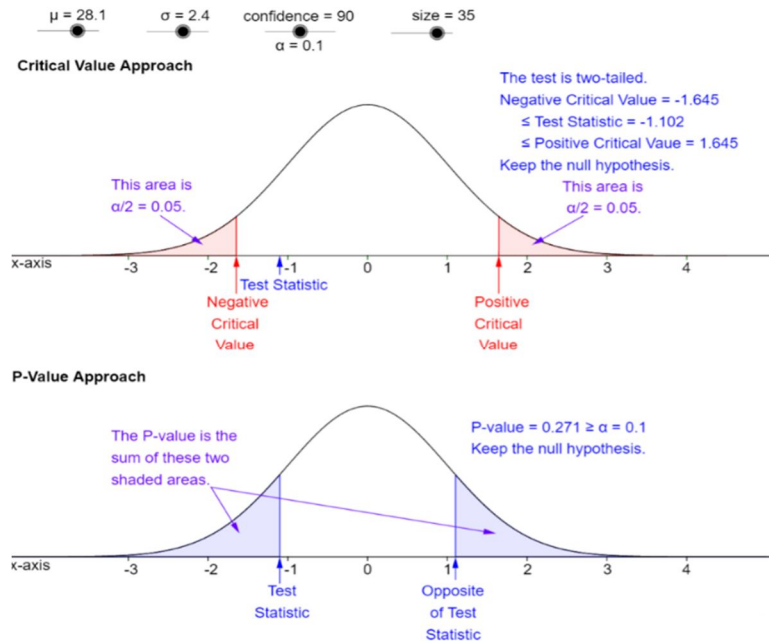 μ = 28.1 σ = 2.4 confidence = 90 size = 35
α = 0.1
Critical Value Approach
The test is two-tailed.
Negative Critical Value = -1.645
≤ Test Statistic = -1.102
≤ Positive Critical Vaue = 1.645
Keep the null hypothesis.
This area is
α/2 = 0.05.
This area is
α/2 = 0.05.
x-axis -3 -2 -1 0 1 2 3 4
Test Statistic
Negative
Critical
Value
Positive
Critical
Value
P-Value Approach
The P-value is the
sum of these two
shaded areas.
P-value = 0.271 ≥ α = 0.1
Keep the null hypothesis.
x-axis -3 -2 -1 0 1 2 3 4
Test
Statistic
Opposite
of Test
Statistic